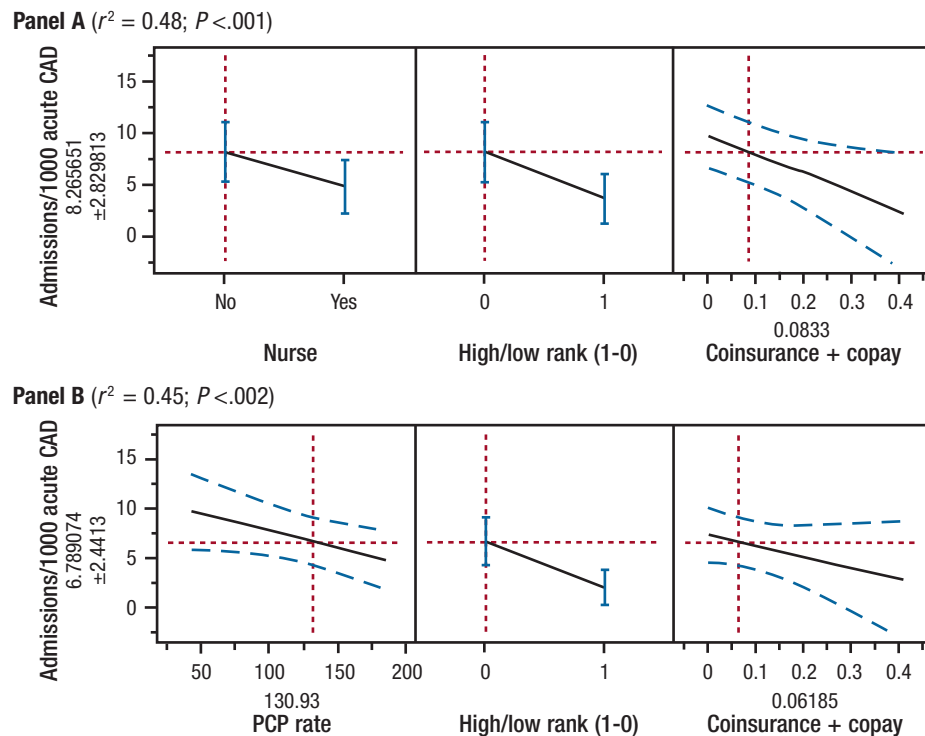 Panel A (r² = 0.48; P <.001)
Admissions/1000 acute CAD
8.265651
±2.829813
15
10
5
0
No Yes
0 1
0 0.1 0.2 0.3 0.4
0.0833
Nurse
High/low rank (1-0)
Coinsurance + copay
Panel B (r² = 0.45; P <.002)
Admissions/1000 acute CAD
6.789074
±2.4413
15
10
5
0
50 100 150 200
0 1
0 0.1 0.2 0.3 0.4
130.93
0.06185
PCP rate
High/low rank (1-0)
Coinsurance + copay